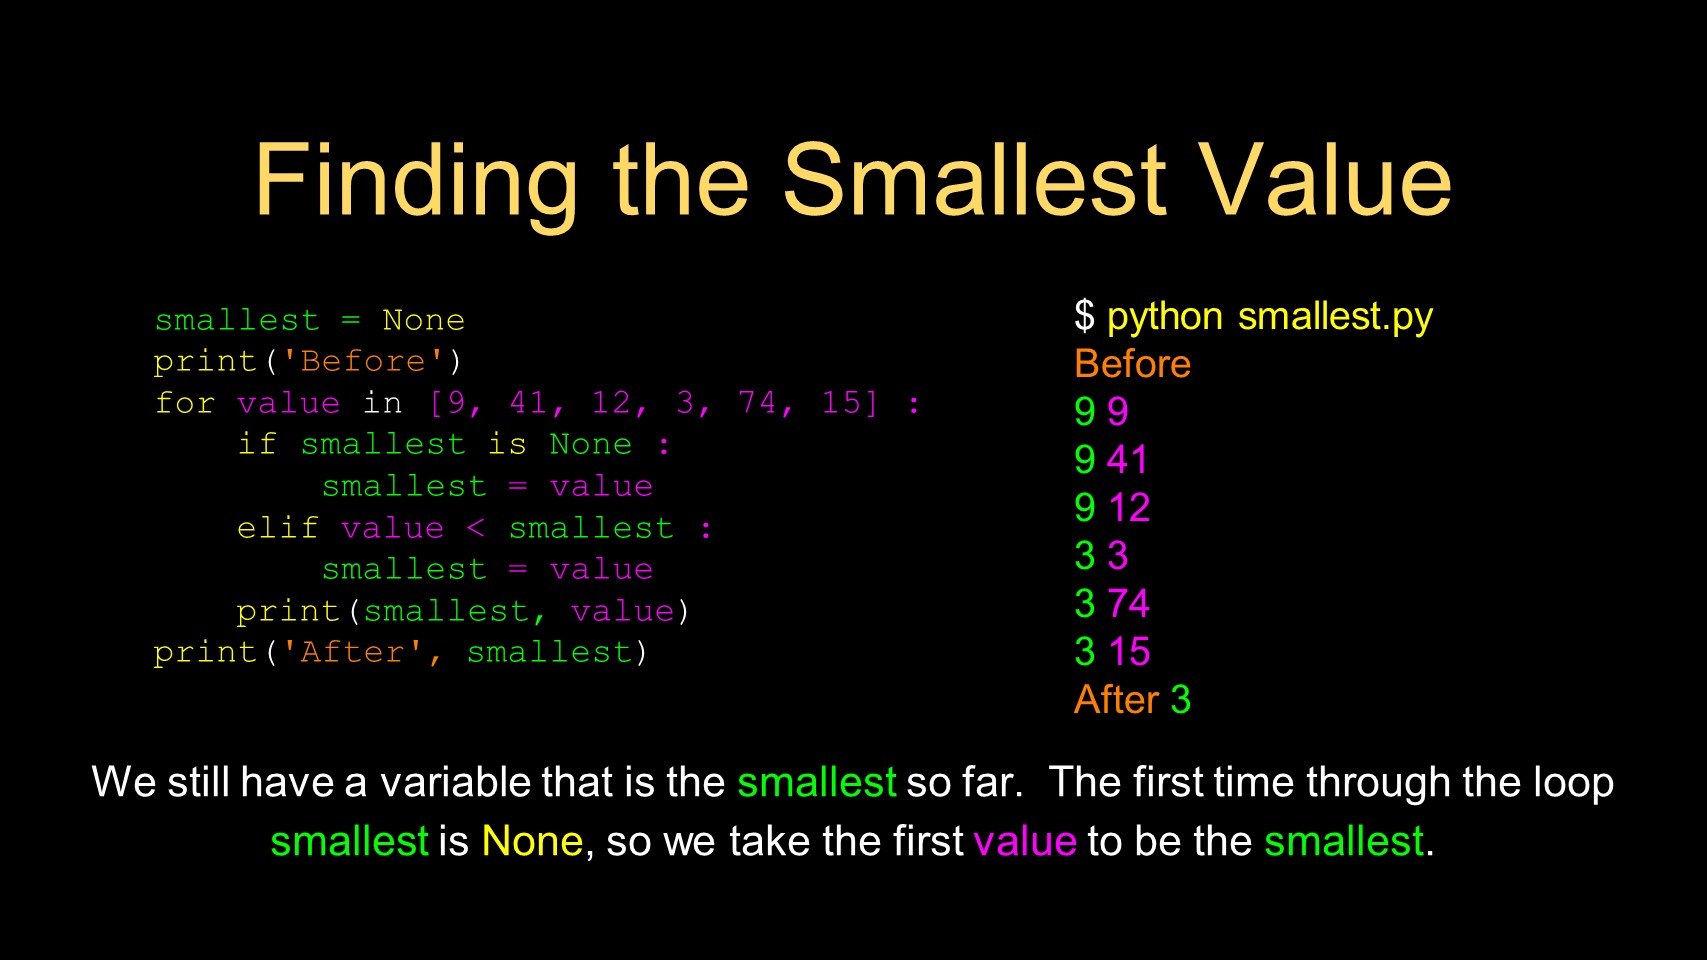 Finding the Smallest Value
smallest = None
print('Before')
for value in [9, 41, 12, 3, 74, 15] :
    if smallest is None :
        smallest = value
    elif value < smallest :
        smallest = value
    print(smallest, value)
print('After', smallest)
$ python smallest.py
Before
9 9
9 41
9 12
3 3
3 74
3 15
After 3
We still have a variable that is the smallest so far.  The first time through the loop
smallest is None, so we take the first value to be the smallest.